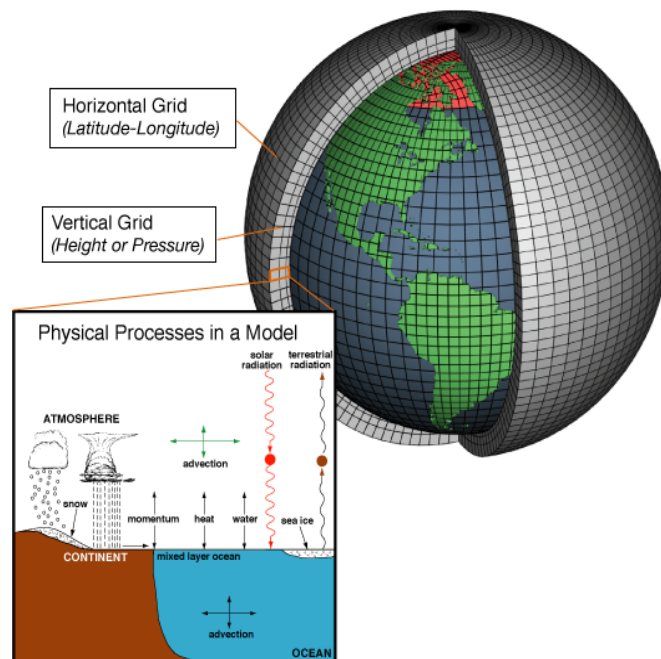 Horizontal Grid
(Latitude-Longitude)
Vertical Grid
(Height or Pressure)
Physical Processes in a Model
solar terrestrial
radiation radiation
ATMOSPHERE
advection
snow
momentum heat water sea ice
CONTINENT mixed layer ocean
advection
OCEAN